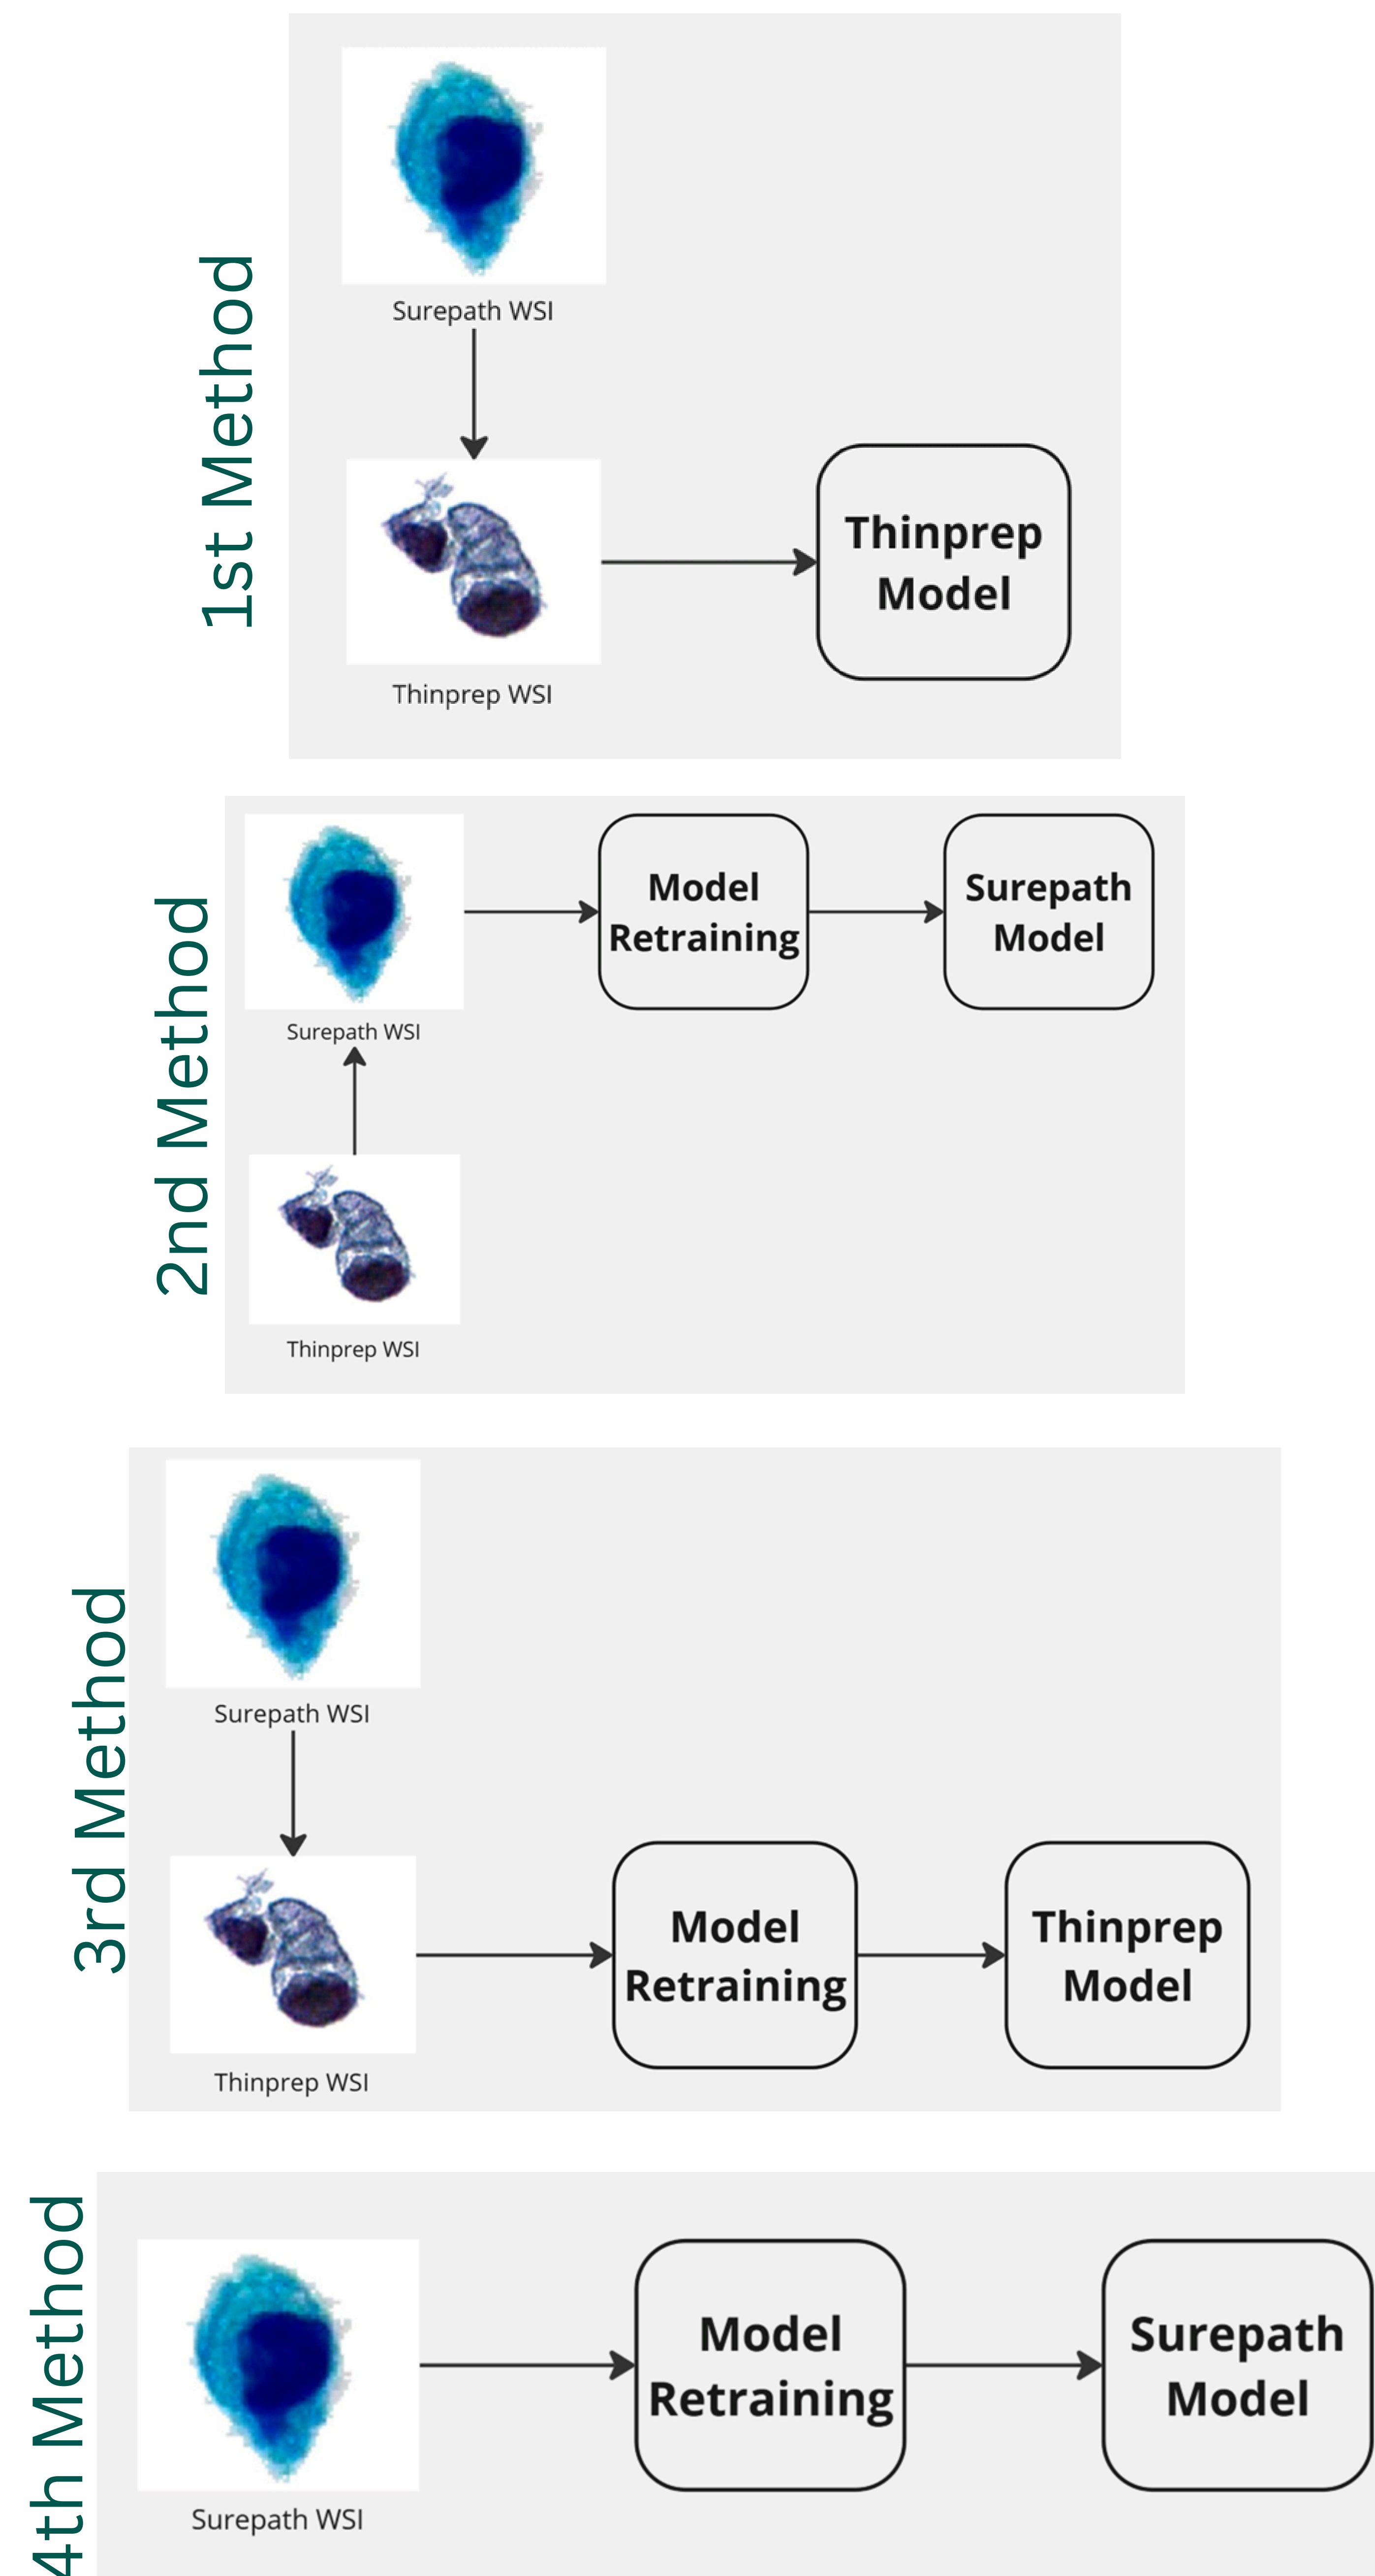 1st Method
Surepath WSI
Thinprep WSI
Thinprep
Model
2nd Method
Surepath WSI
Model
Retraining
Surepath
Model
Thinprep WSI
3rd Method
Surepath WSI
Thinprep WSI
Model
Retraining
Thinprep
Model
4th Method
Surepath WSI
Model
Retraining
Surepath
Model